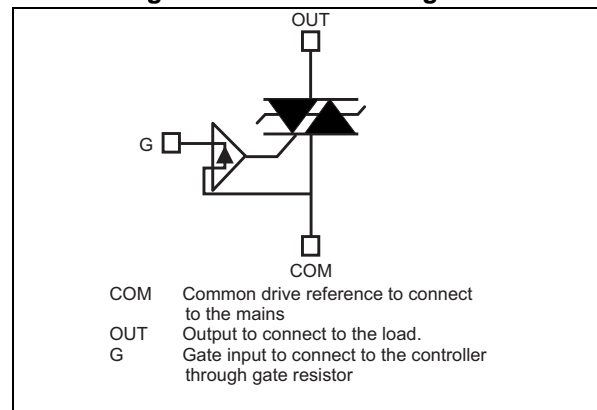 OUT
G
COM
COM Common drive reference to connect
to the mains
OUT Output to connect to the load.
G Gate input to connect to the controller
through gate resistor